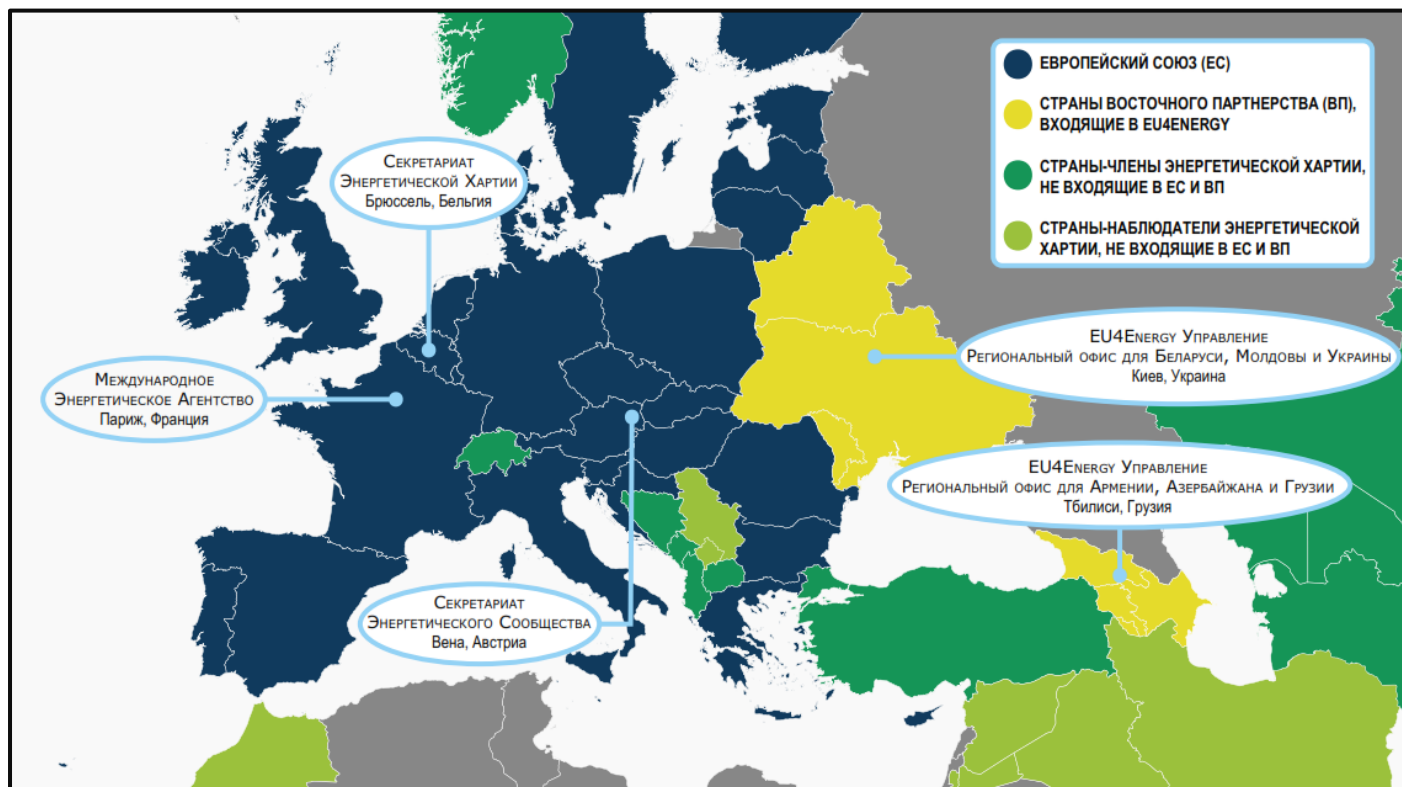 ЕВРОПЕЙСКИЙ СОЮЗ (ЕС)
СТРАНЫ ВОСТОЧНОГО ПАРТНЕРСТВА (ВП),
ВХОДЯЩИЕ В EU4ENERGY
СТРАНЫ-ЧЛЕНЫ ЭНЕРГЕТИЧЕСКОЙ ХАРТИИ,
НЕ ВХОДЯЩИЕ В ЕС И ВП
СТРАНЫ-НАБЛЮДАТЕЛИ ЭНЕРГЕТИЧЕСКОЙ
ХАРТИИ, НЕ ВХОДЯЩИЕ В ЕС И ВП
Секретариат
Энергетической Хартии
Брюссель, Бельгия
EU4Energy Управление
Региональный офис для Беларуси, Молдовы и Украины
Киев, Украина
Международное
Энергетическое Агентство
Париж, Франция
EU4Energy Управление
Региональный офис для Армении, Азербайджана и Грузии
Тбилиси, Грузия
Секретариат
Энергетического Сообщества
Вена, Австрия